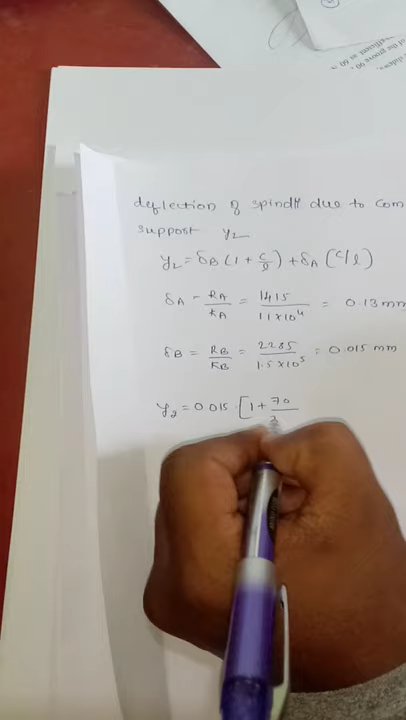 deflection of spindle due to com
support y₂
y₂ = δB (1 + c/l) + δA (c/l)
δA = RA/KA = 1415/11×10⁴ = 0.13 mm
δB = RB/KB = 2285/1.5×10⁵ = 0.015 mm
y₂ = 0.015 [1 + 70/2